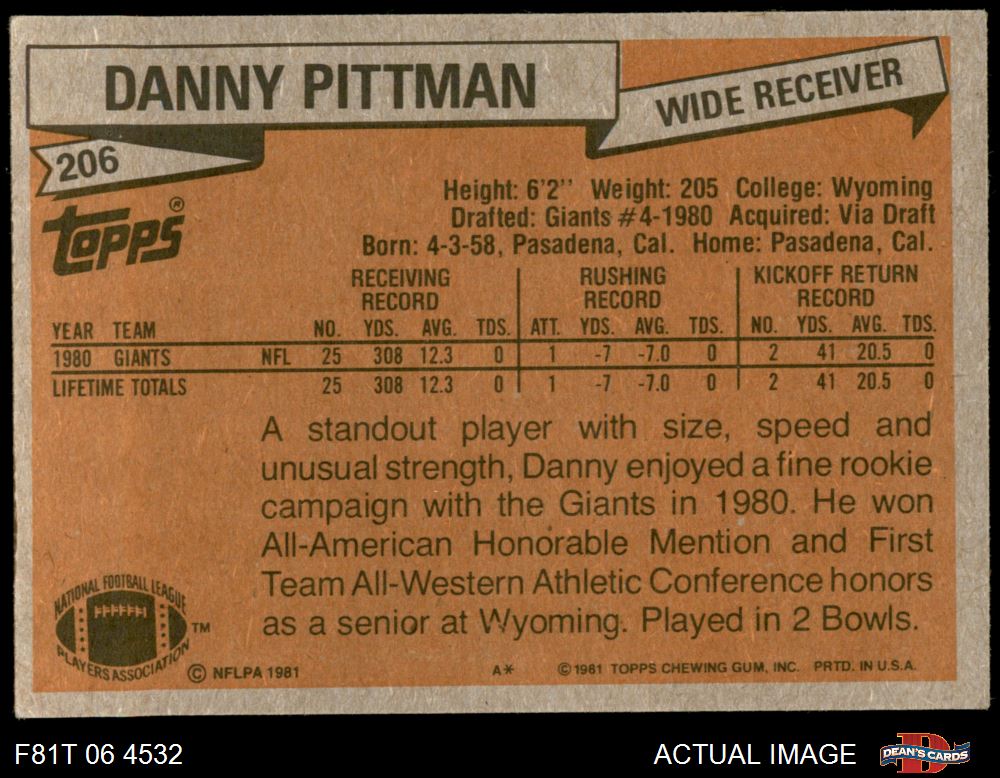 DANNY PITTMAN
WIDE RECEIVER
206
Topps®
Height: 6'2'' Weight: 205 College: Wyoming
Drafted: Giants #4-1980 Acquired: Via Draft
Born: 4-3-58, Pasadena, Cal. Home: Pasadena, Cal.
RECEIVING RECORD RUSHING RECORD KICKOFF RETURN RECORD
YEAR TEAM NO. YDS. AVG. TDS. ATT. YDS. AVG. TDS. NO. YDS. AVG. TDS.
1980 GIANTS NFL 25 308 12.3 0 1 -7 -7.0 0 2 41 20.5 0
LIFETIME TOTALS 25 308 12.3 0 1 -7 -7.0 0 2 41 20.5 0
A standout player with size, speed and
unusual strength, Danny enjoyed a fine rookie
campaign with the Giants in 1980. He won
All-American Honorable Mention and First
Team All-Western Athletic Conference honors
as a senior at Wyoming. Played in 2 Bowls.
NATIONAL FOOTBALL LEAGUE
PLAYERS ASSOCIATION
TM
© NFLPA 1981
A*
© 1981 TOPPS CHEWING GUM, INC. PRTD. IN U.S.A.
F81T 06 4532
ACTUAL IMAGE
D
DEAN'S CARDS